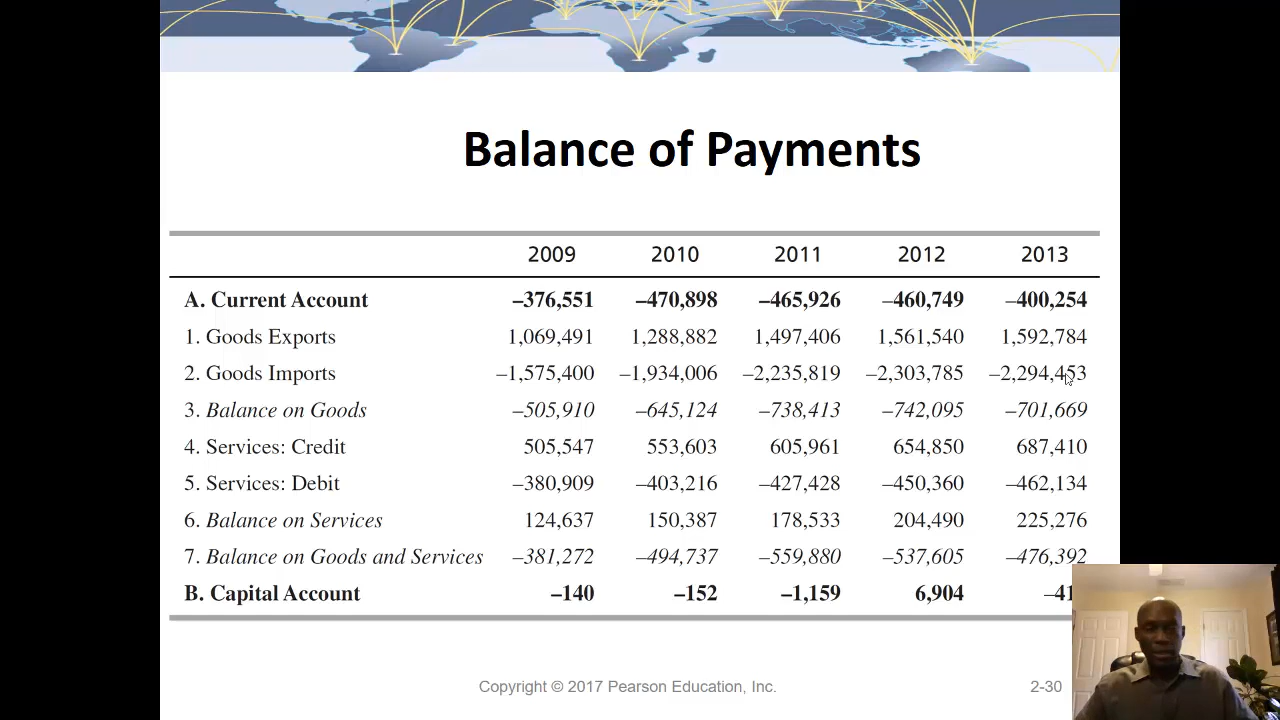 Balance of Payments
2009 2010 2011 2012 2013
A. Current Account –376,551 –470,898 –465,926 –460,749 –400,254
1. Goods Exports 1,069,491 1,288,882 1,497,406 1,561,540 1,592,784
2. Goods Imports –1,575,400 –1,934,006 –2,235,819 –2,303,785 –2,294,453
3. Balance on Goods –505,910 –645,124 –738,413 –742,095 –701,669
4. Services: Credit 505,547 553,603 605,961 654,850 687,410
5. Services: Debit –380,909 –403,216 –427,428 –450,360 –462,134
6. Balance on Services 124,637 150,387 178,533 204,490 225,276
7. Balance on Goods and Services –381,272 –494,737 –559,880 –537,605 –476,392
B. Capital Account –140 –152 –1,159 6,904
Copyright © 2017 Pearson Education, Inc. 2-30